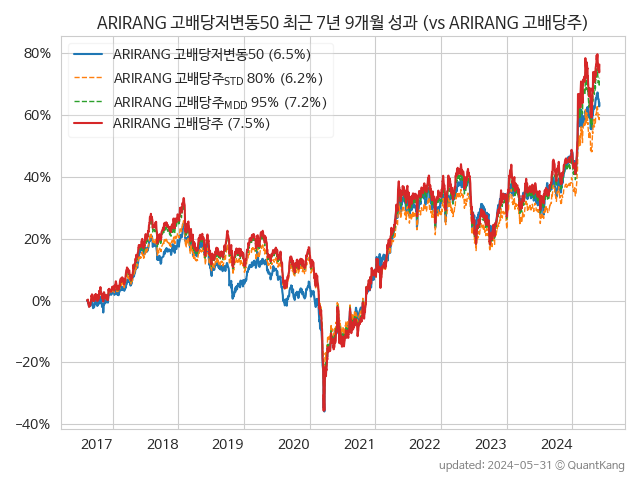 ARIRANG 고배당저변동50 최근 7년 9개월 성과 (vs ARIRANG 고배당주)
80%
60%
40%
20%
0%
−20%
−40%
ARIRANG 고배당저변동50 (6.5%)
ARIRANG 고배당주STD 80% (6.2%)
ARIRANG 고배당주MDD 95% (7.2%)
ARIRANG 고배당주 (7.5%)
2017 2018 2019 2020 2021 2022 2023 2024
updated: 2024-05-31 © QuantKang